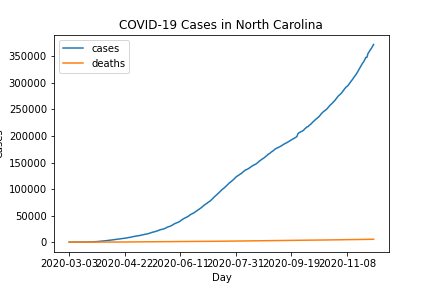 COVID-19 Cases in North Carolina
cases
deaths
350000
300000
250000
200000
150000
100000
50000
0
cases
2020-03-03 2020-04-22 2020-06-11 2020-07-31 2020-09-19 2020-11-08
Day